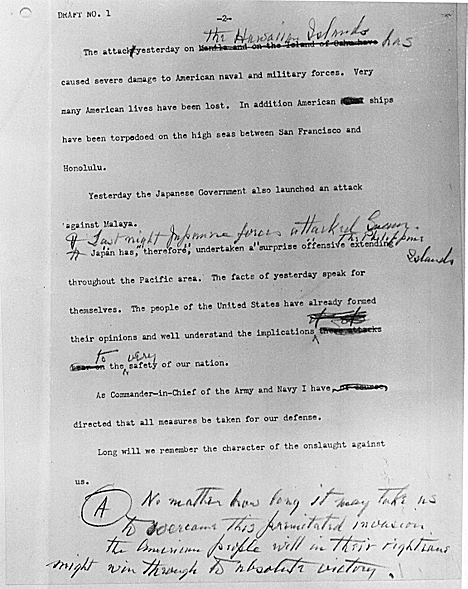 DRAFT NO. 1
-2-
the Hawaiian Islands
The attack yesterday on Manila and on the Island of Oahu have has
caused severe damage to American naval and military forces. Very
many American lives have been lost. In addition American ships
have been torpedoed on the high seas between San Francisco and
Honolulu.
Yesterday the Japanese Government also launched an attack
against Malaya.
Last night Japanese forces attacked Guam.
the Philippine Islands
A Japan has, therefore, undertaken a surprise offensive extending
throughout the Pacific area. The facts of yesterday speak for
themselves. The people of the United States have already formed
their opinions and well understand the implications these attacks
bear on to the very safety of our nation.
As Commander-in-Chief of the Army and Navy I have, of course,
directed that all measures be taken for our defense.
Long will we remember the character of the onslaught against
us.
A No matter how long it may take us
to overcome this premeditated invasion
the American people will in their righteous
might win through to absolute victory.